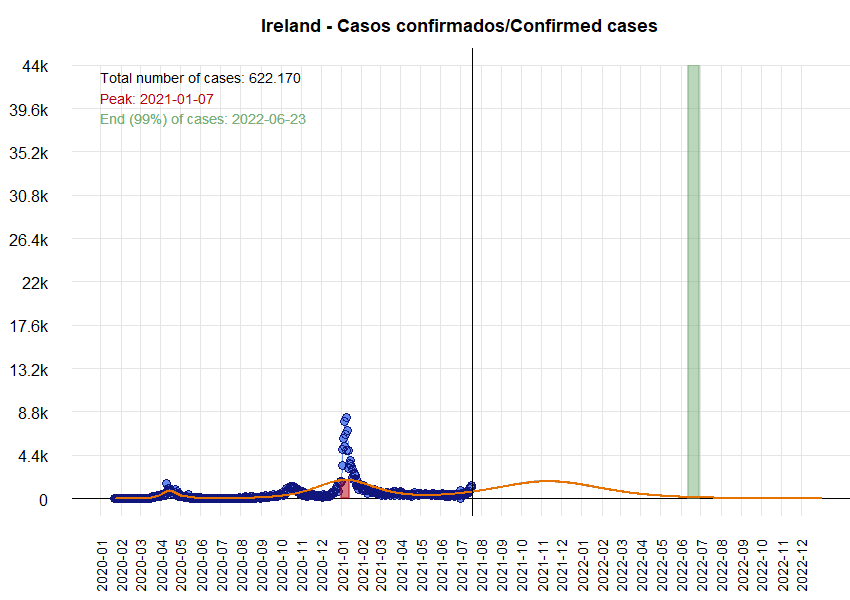 Ireland - Casos confirmados/Confirmed cases
Total number of cases: 622.170
Peak: 2021-01-07
End (99%) of cases: 2022-06-23
44k
39.6k
35.2k
30.8k
26.4k
22k
17.6k
13.2k
8.8k
4.4k
0
2020-01
2020-02
2020-03
2020-04
2020-05
2020-06
2020-07
2020-08
2020-09
2020-10
2020-11
2020-12
2021-01
2021-02
2021-03
2021-04
2021-05
2021-06
2021-07
2021-08
2021-09
2021-10
2021-11
2021-12
2022-01
2022-02
2022-03
2022-04
2022-05
2022-06
2022-07
2022-08
2022-09
2022-10
2022-11
2022-12